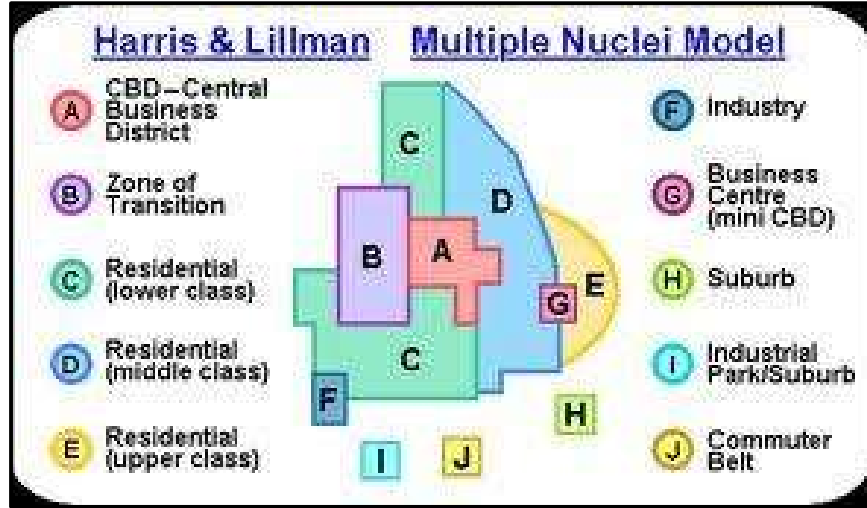 Harris & Lillman Multiple Nuclei Model
A CBD–Central
Business
District
B Zone of
Transition
C Residential
(lower class)
D Residential
(middle class)
E Residential
(upper class)
C
D
B
A
E
G
C
F
H
I
J
F Industry
G Business
Centre
(mini CBD)
H Suburb
I Industrial
Park/Suburb
J Commuter
Belt